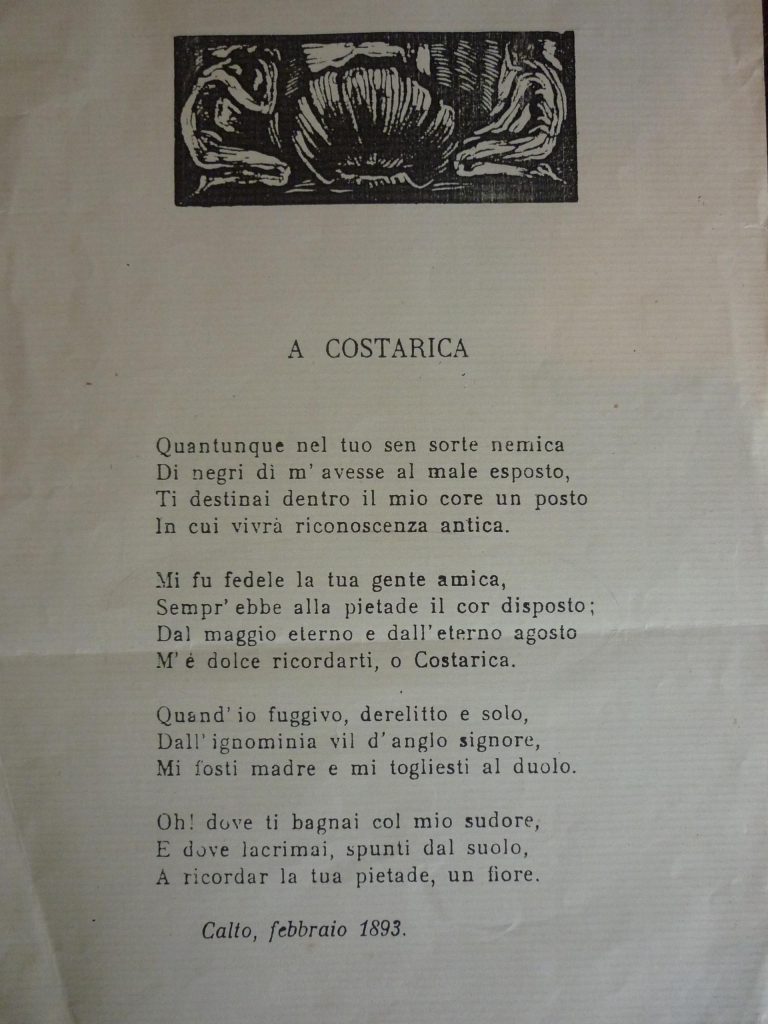 A COSTARICA
Quantunque nel tuo sen sorte nemica
Di negri dì m' avesse al male esposto,
Ti destinai dentro il mio core un posto
In cui vivrà riconoscenza antica.
Mi fu fedele la tua gente amica,
Sempr' ebbe alla pietade il cor disposto;
Dal maggio eterno e dall' eterno agosto
M' é dolce ricordarti, o Costarica.
Quand' io fuggivo, derelitto e solo,
Dall' ignominia vil d' anglo signore,
Mi fosti madre e mi togliesti al duolo.
Oh! dove ti bagnai col mio sudore,
E dove lacrimai, spunti dal suolo,
A ricordar la tua pietade, un fiore.
Calto, febbraio 1893.